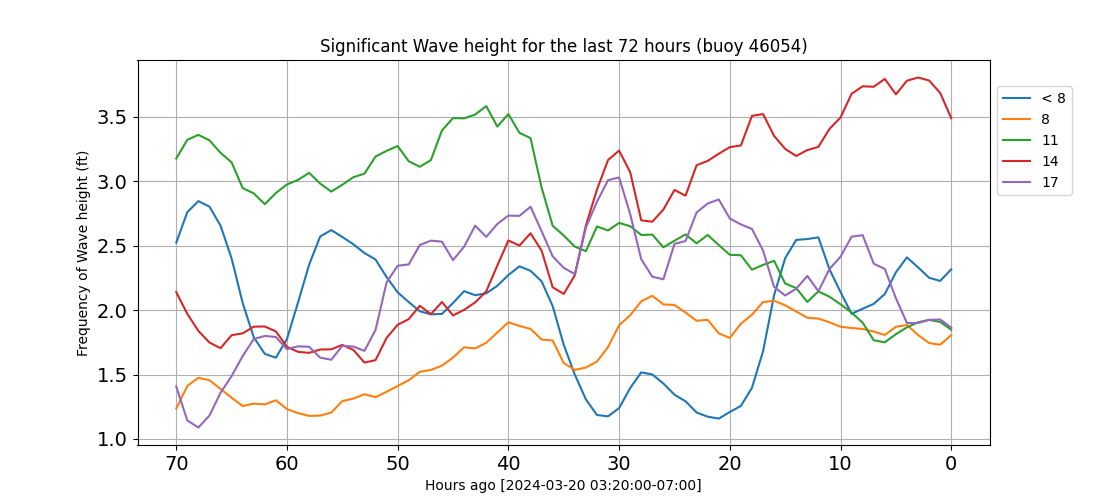 Significant Wave height for the last 72 hours (buoy 46054)
Frequency of Wave height (ft)
3.5
3.0
2.5
2.0
1.5
1.0
70 60 50 40 30 20 10 0
Hours ago [2024-03-20 03:20:00-07:00]
< 8
8
11
14
17